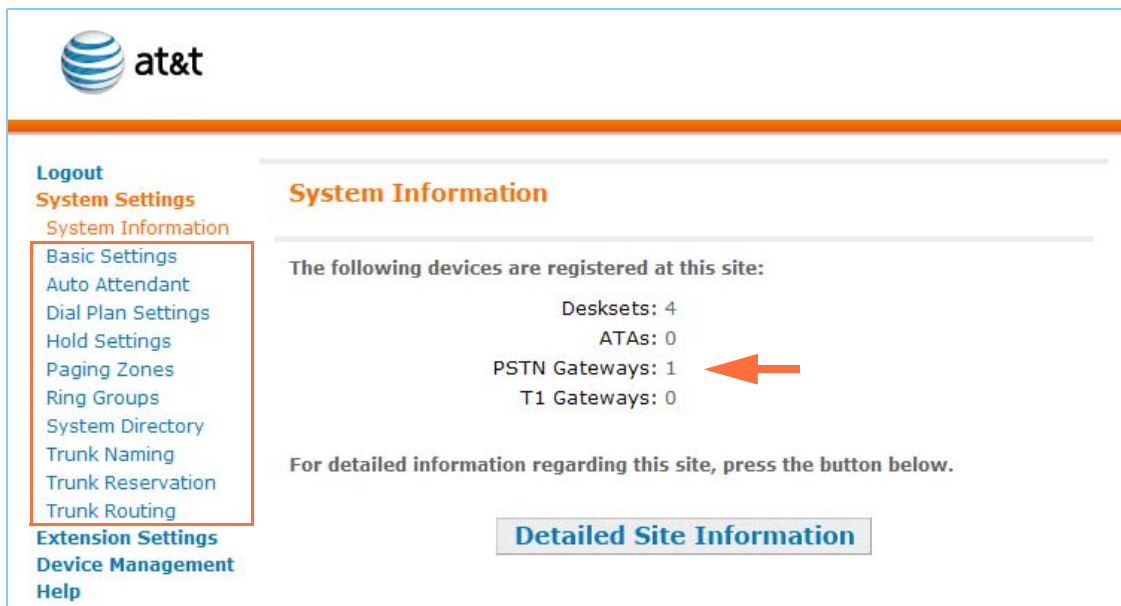 at&t
Logout
System Settings
System Information
Basic Settings
Auto Attendant
Dial Plan Settings
Hold Settings
Paging Zones
Ring Groups
System Directory
Trunk Naming
Trunk Reservation
Trunk Routing
Extension Settings
Device Management
Help
System Information
The following devices are registered at this site:
Desksets: 4
ATAs: 0
PSTN Gateways: 1
T1 Gateways: 0
For detailed information regarding this site, press the button below.
Detailed Site Information